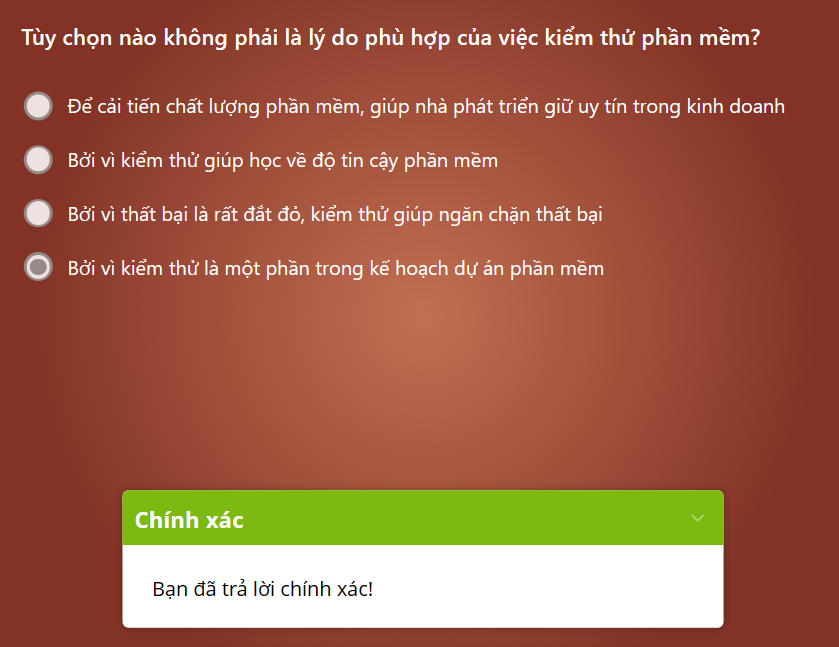 Tùy chọn nào không phải là lý do phù hợp của việc kiểm thử phần mềm?
Để cải tiến chất lượng phần mềm, giúp nhà phát triển giữ uy tín trong kinh doanh
Bởi vì kiểm thử giúp học về độ tin cậy phần mềm
Bởi vì thất bại là rất đắt đỏ, kiểm thử giúp ngăn chặn thất bại
Bởi vì kiểm thử là một phần trong kế hoạch dự án phần mềm
Chính xác
Bạn đã trả lời chính xác!